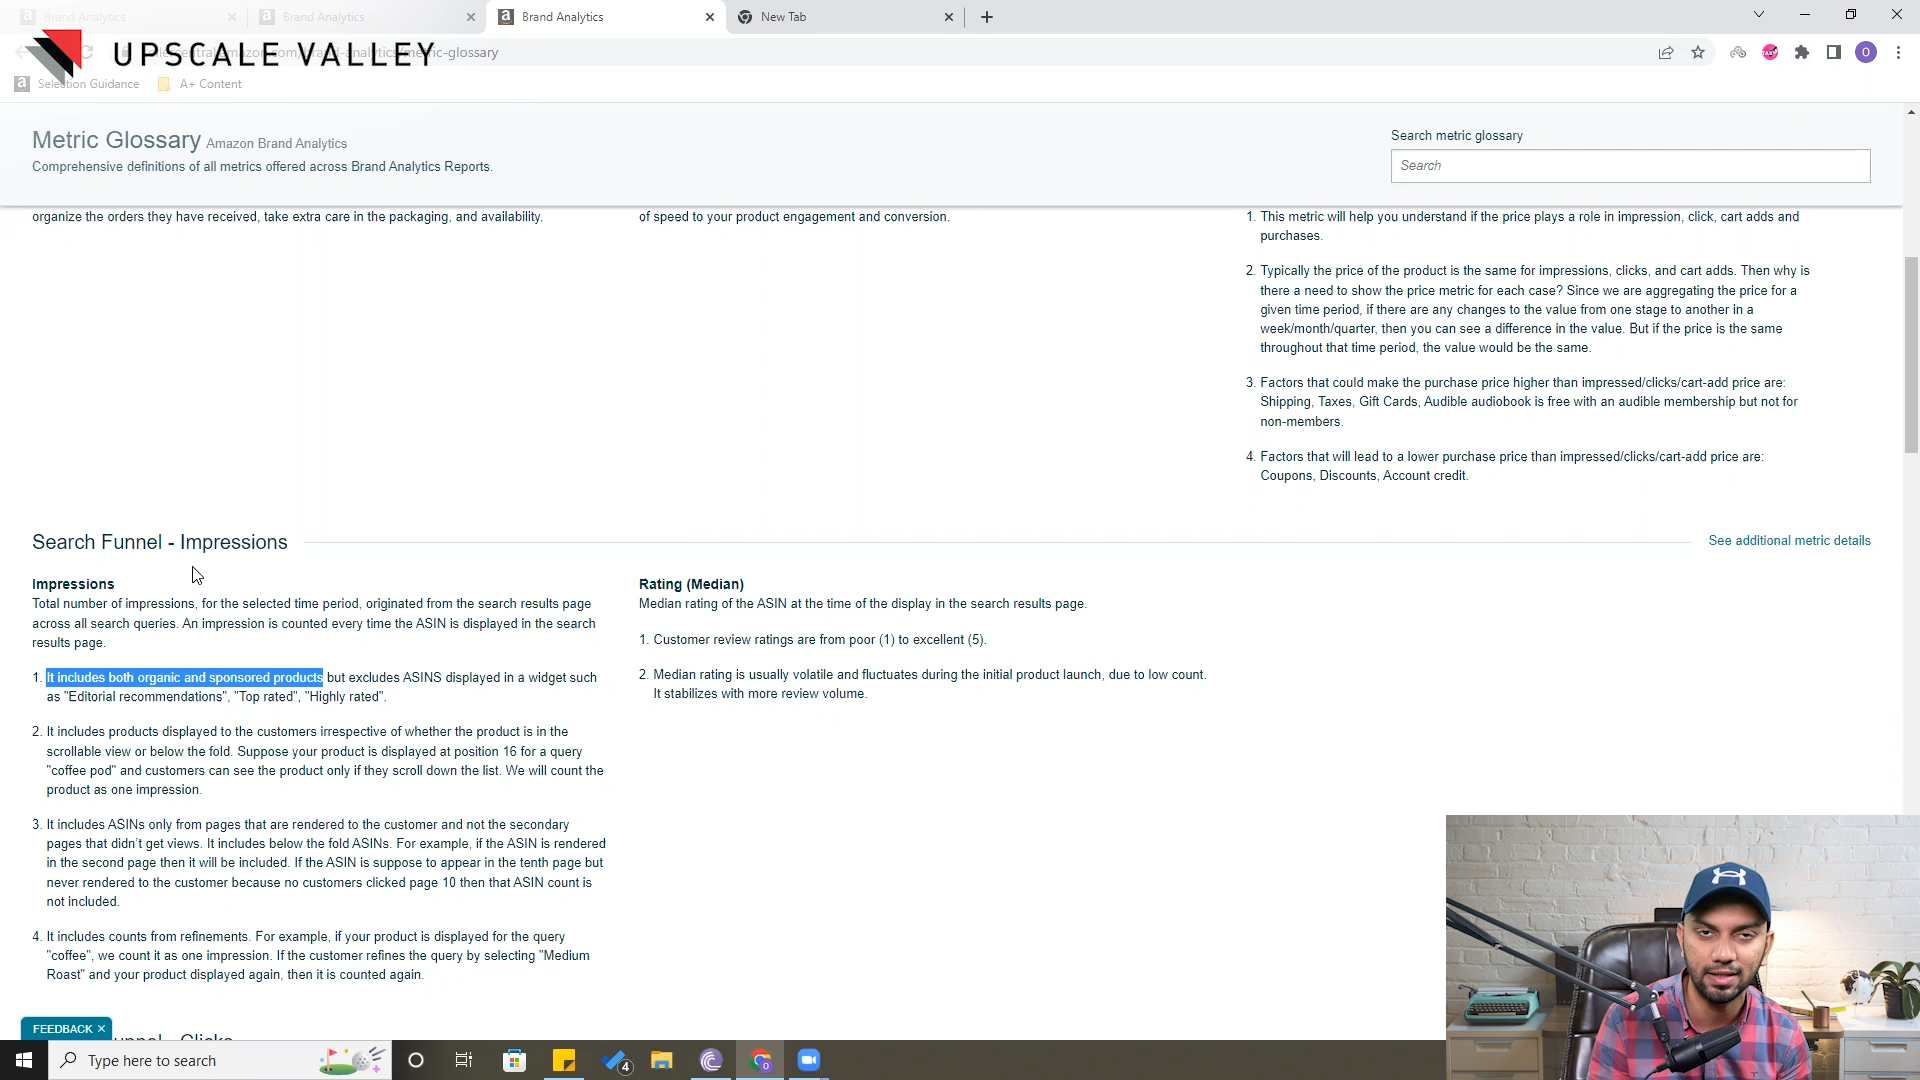 Brand Analytics
Brand Analytics
Brand Analytics
New Tab
UPSCALE VALLEY
ric-glossary
Selection Guidance
A+ Content
Metric Glossary Amazon Brand Analytics
Comprehensive definitions of all metrics offered across Brand Analytics Reports.
Search metric glossary
Search
organize the orders they have received, take extra care in the packaging, and availability.
of speed to your product engagement and conversion.
1. This metric will help you understand if the price plays a role in impression, click, cart adds and
purchases.
2. Typically the price of the product is the same for impressions, clicks, and cart adds. Then why is
there a need to show the price metric for each case? Since we are aggregating the price for a
given time period, if there are any changes to the value from one stage to another in a
week/month/quarter, then you can see a difference in the value. But if the price is the same
throughout that time period, the value would be the same.
3. Factors that could make the purchase price higher than impressed/clicks/cart-add price are:
Shipping, Taxes, Gift Cards, Audible audiobook is free with an audible membership but not for
non-members.
4. Factors that will lead to a lower purchase price than impressed/clicks/cart-add price are:
Coupons, Discounts, Account credit.
Search Funnel - Impressions
See additional metric details
Impressions
Total number of impressions, for the selected time period, originated from the search results page
across all search queries. An impression is counted every time the ASIN is displayed in the search
results page.
1. It includes both organic and sponsored products but excludes ASINS displayed in a widget such
as "Editorial recommendations", "Top rated", "Highly rated".
2. It includes products displayed to the customers irrespective of whether the product is in the
scrollable view or below the fold. Suppose your product is displayed at position 16 for a query
"coffee pod" and customers can see the product only if they scroll down the list. We will count the
product as one impression.
3. It includes ASINs only from pages that are rendered to the customer and not the secondary
pages that didn't get views. It includes below the fold ASINs. For example, if the ASIN is rendered
in the second page then it will be included. If the ASIN is suppose to appear in the tenth page but
never rendered to the customer because no customers clicked page 10 then that ASIN count is
not included.
4. It includes counts from refinements. For example, if your product is displayed for the query
"coffee", we count it as one impression. If the customer refines the query by selecting "Medium
Roast" and your product displayed again, then it is counted again.
Rating (Median)
Median rating of the ASIN at the time of the display in the search results page.
1. Customer review ratings are from poor (1) to excellent (5).
2. Median rating is usually volatile and fluctuates during the initial product launch, due to low count.
It stabilizes with more review volume.
FEEDBACK
Type here to search
4